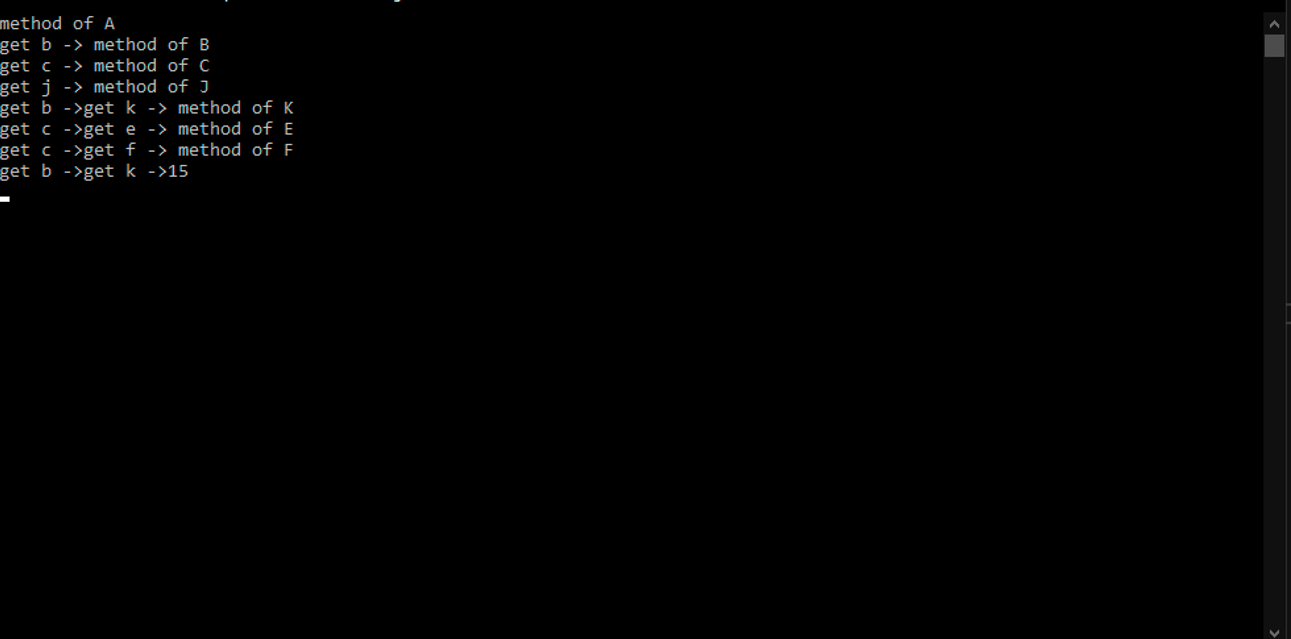 method of A
get b -> method of B
get c -> method of C
get j -> method of J
get b ->get k -> method of K
get c ->get e -> method of E
get c ->get f -> method of F
get b ->get k ->15